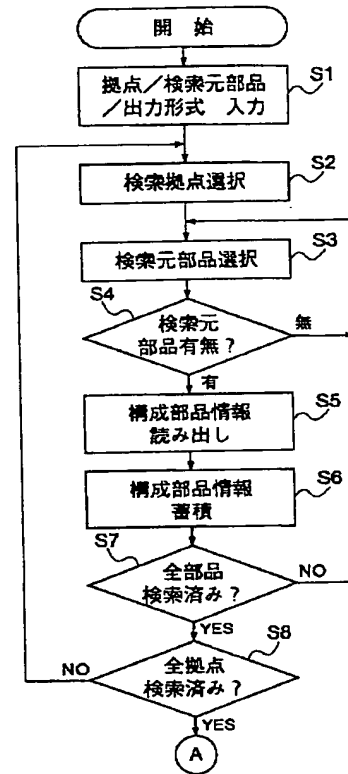 開 始
拠点／検索元部品
／出力形式 入力
S1
検索拠点選択
S2
検索元部品選択
S3
S4
検索元
部品有無？
無
有
構成部品情報
読み出し
S5
構成部品情報
蓄積
S6
S7
全部品
検索済み？
NO
YES
S8
全拠点
検索済み？
NO
YES
A